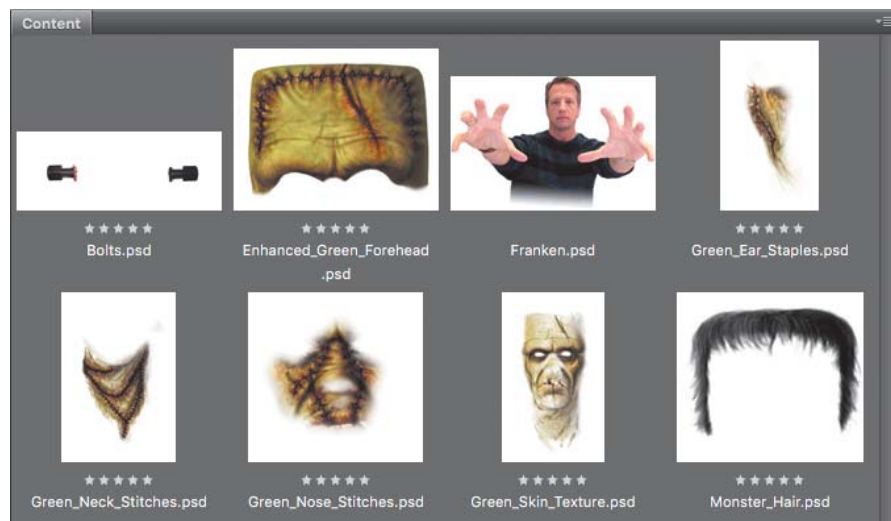 Content
Bolts.psd
Enhanced_Green_Forehead
.psd
Franken.psd
Green_Ear_Staples.psd
Green_Neck_Stitches.psd
Green_Nose_Stitches.psd
Green_Skin_Texture.psd
Monster_Hair.psd